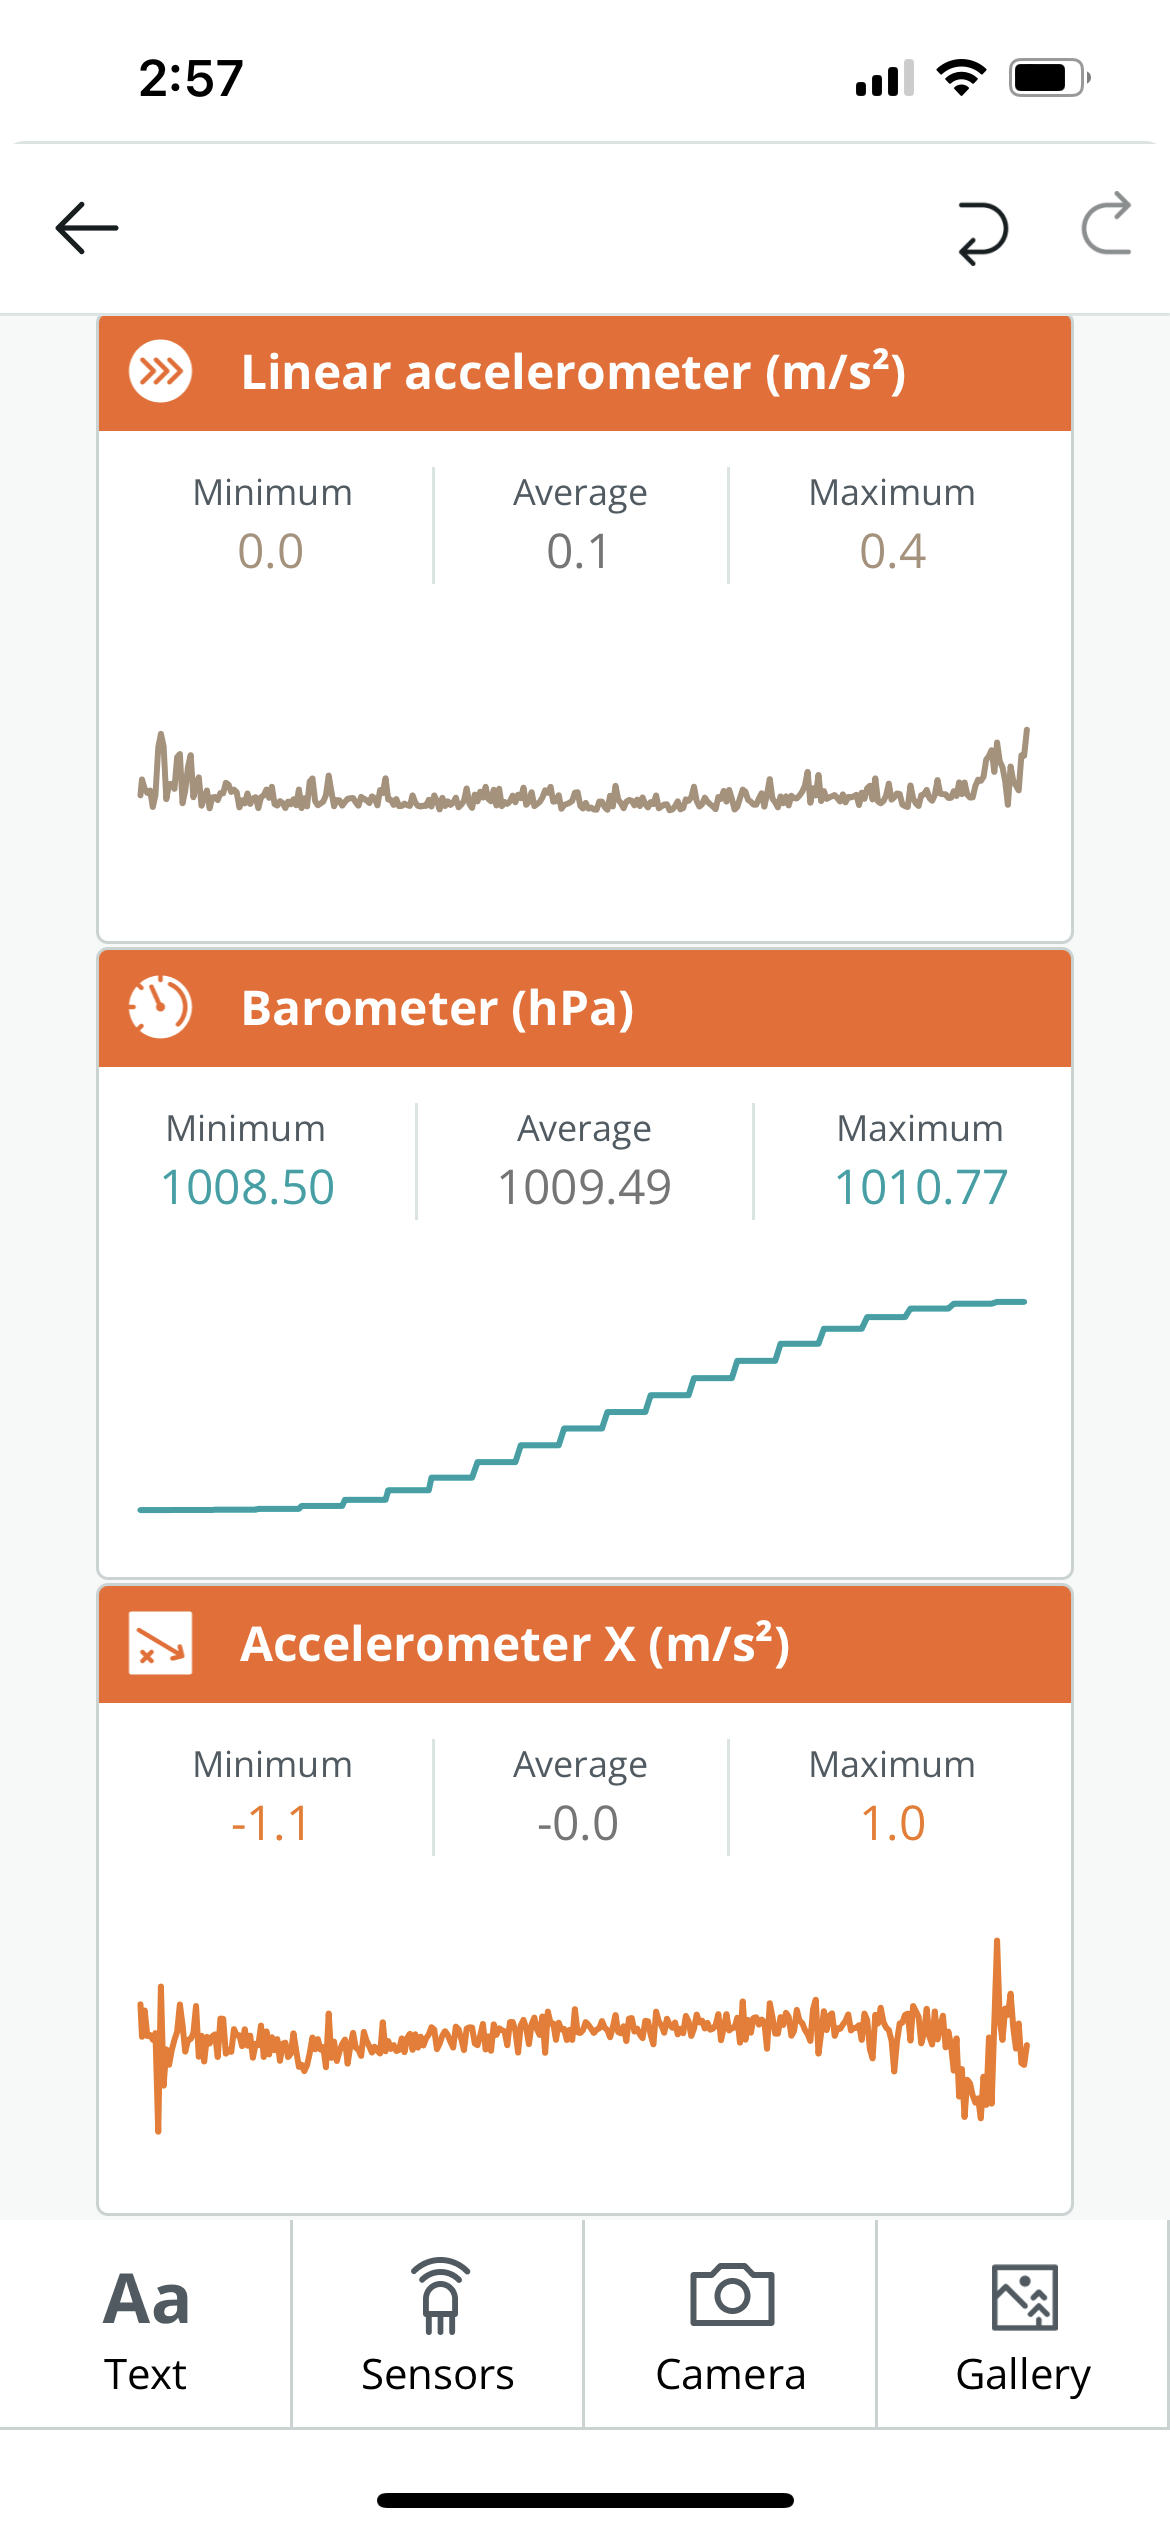 2:57
Linear accelerometer (m/s²)
Minimum Average Maximum
0.0 0.1 0.4
Barometer (hPa)
Minimum Average Maximum
1008.50 1009.49 1010.77
Accelerometer X (m/s²)
Minimum Average Maximum
-1.1 -0.0 1.0
Aa
Text Sensors Camera Gallery